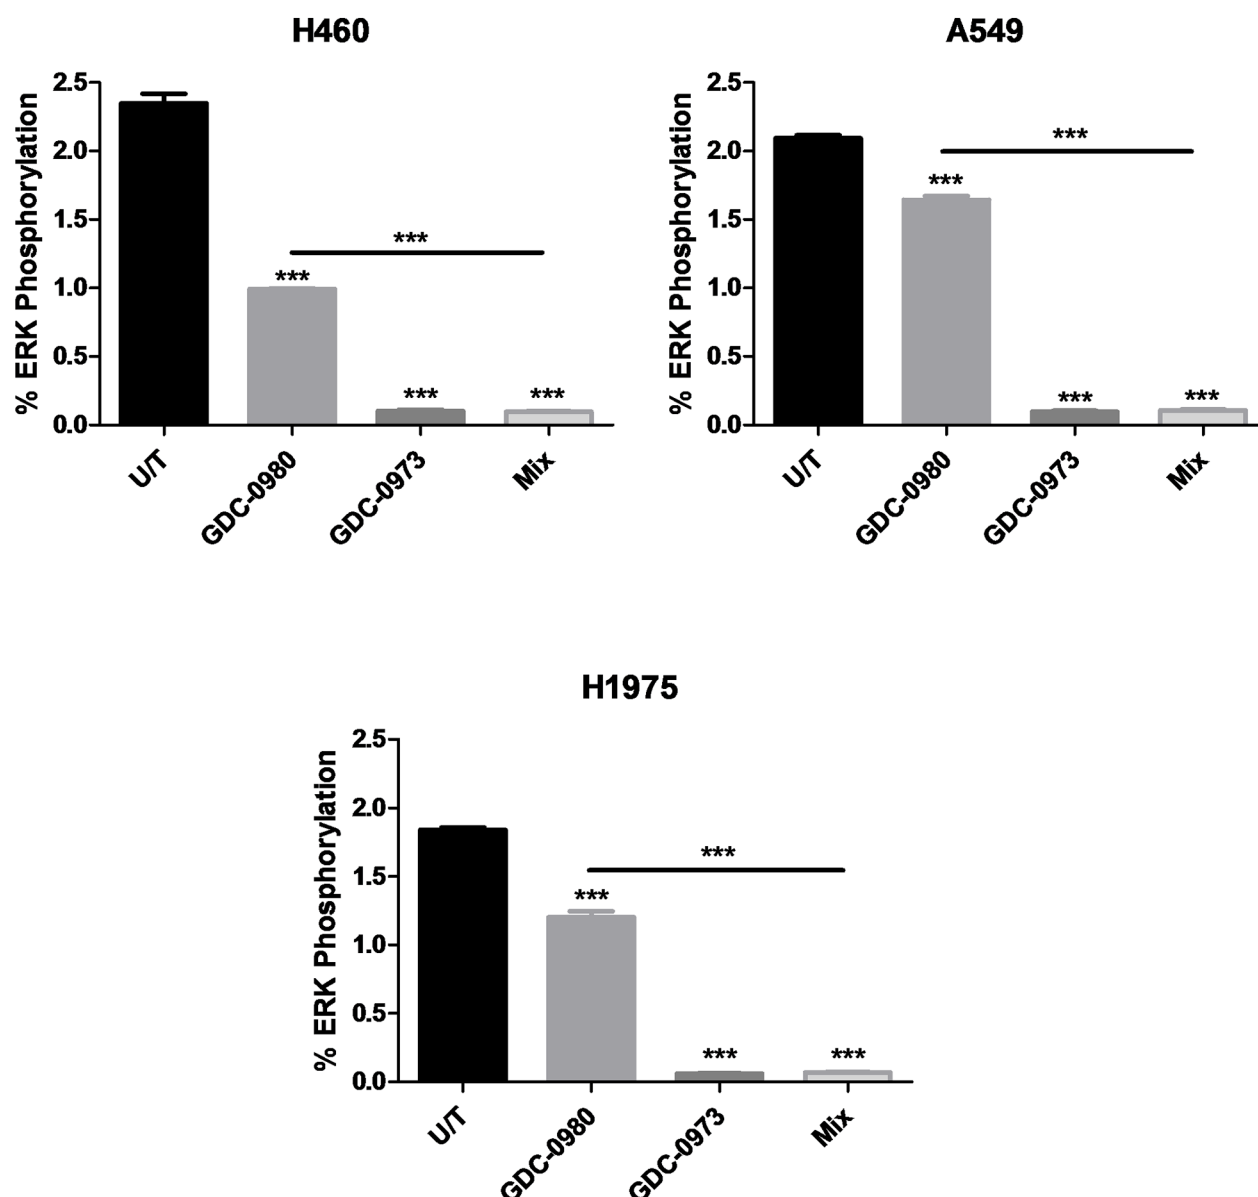 H460
% ERK Phosphorylation
2.5
2.0
1.5
1.0
0.5
0.0
***
***
***
***
U/T
GDC-0980
GDC-0973
Mix
A549
% ERK Phosphorylation
2.5
2.0
1.5
1.0
0.5
0.0
***
***
***
***
U/T
GDC-0980
GDC-0973
Mix
H1975
% ERK Phosphorylation
2.5
2.0
1.5
1.0
0.5
0.0
***
***
***
***
U/T
GDC-0980
GDC-0973
Mix